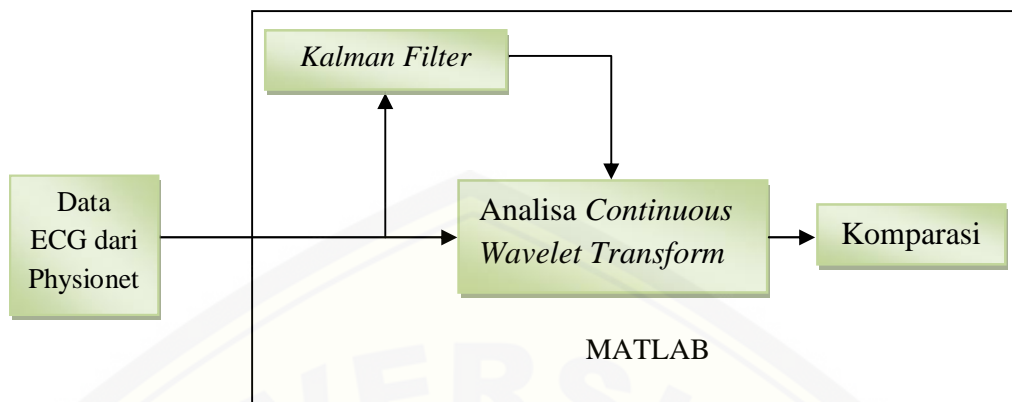 Kalman Filter
Data
ECG dari
Physionet
Analisa Continuous
Wavelet Transform
Komparasi
MATLAB